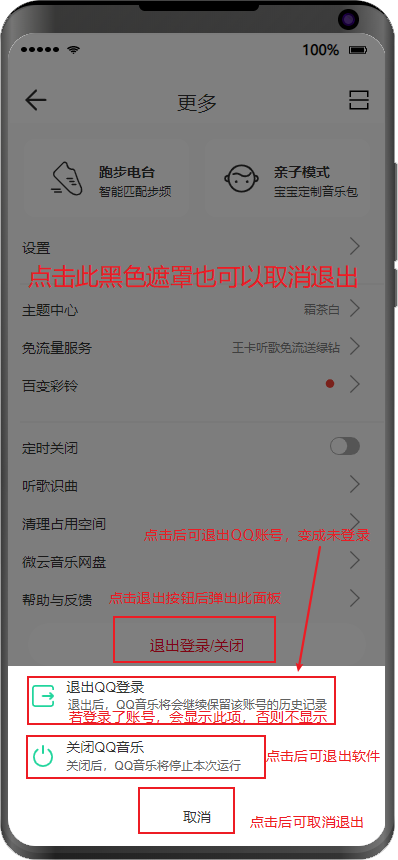 100%
更多
跑步电台
智能匹配步频
亲子模式
宝宝定制音乐包
设置
点击此黑色遮罩也可以取消退出
主题中心
霜茶白
免流量服务
王卡听歌免流送绿钻
百变彩铃
定时关闭
听歌识曲
清理占用空间
点击后可退出QQ账号，变成未登录
微云音乐网盘
帮助与反馈
点击退出按钮后弹出此面板
退出登录/关闭
退出QQ登录
退出后，QQ音乐将会继续保留该账号的历史记录
若登录了账号，会显示此项，否则不显示
关闭QQ音乐
关闭后，QQ音乐将停止本次运行
点击后可退出软件
取消
点击后可取消退出